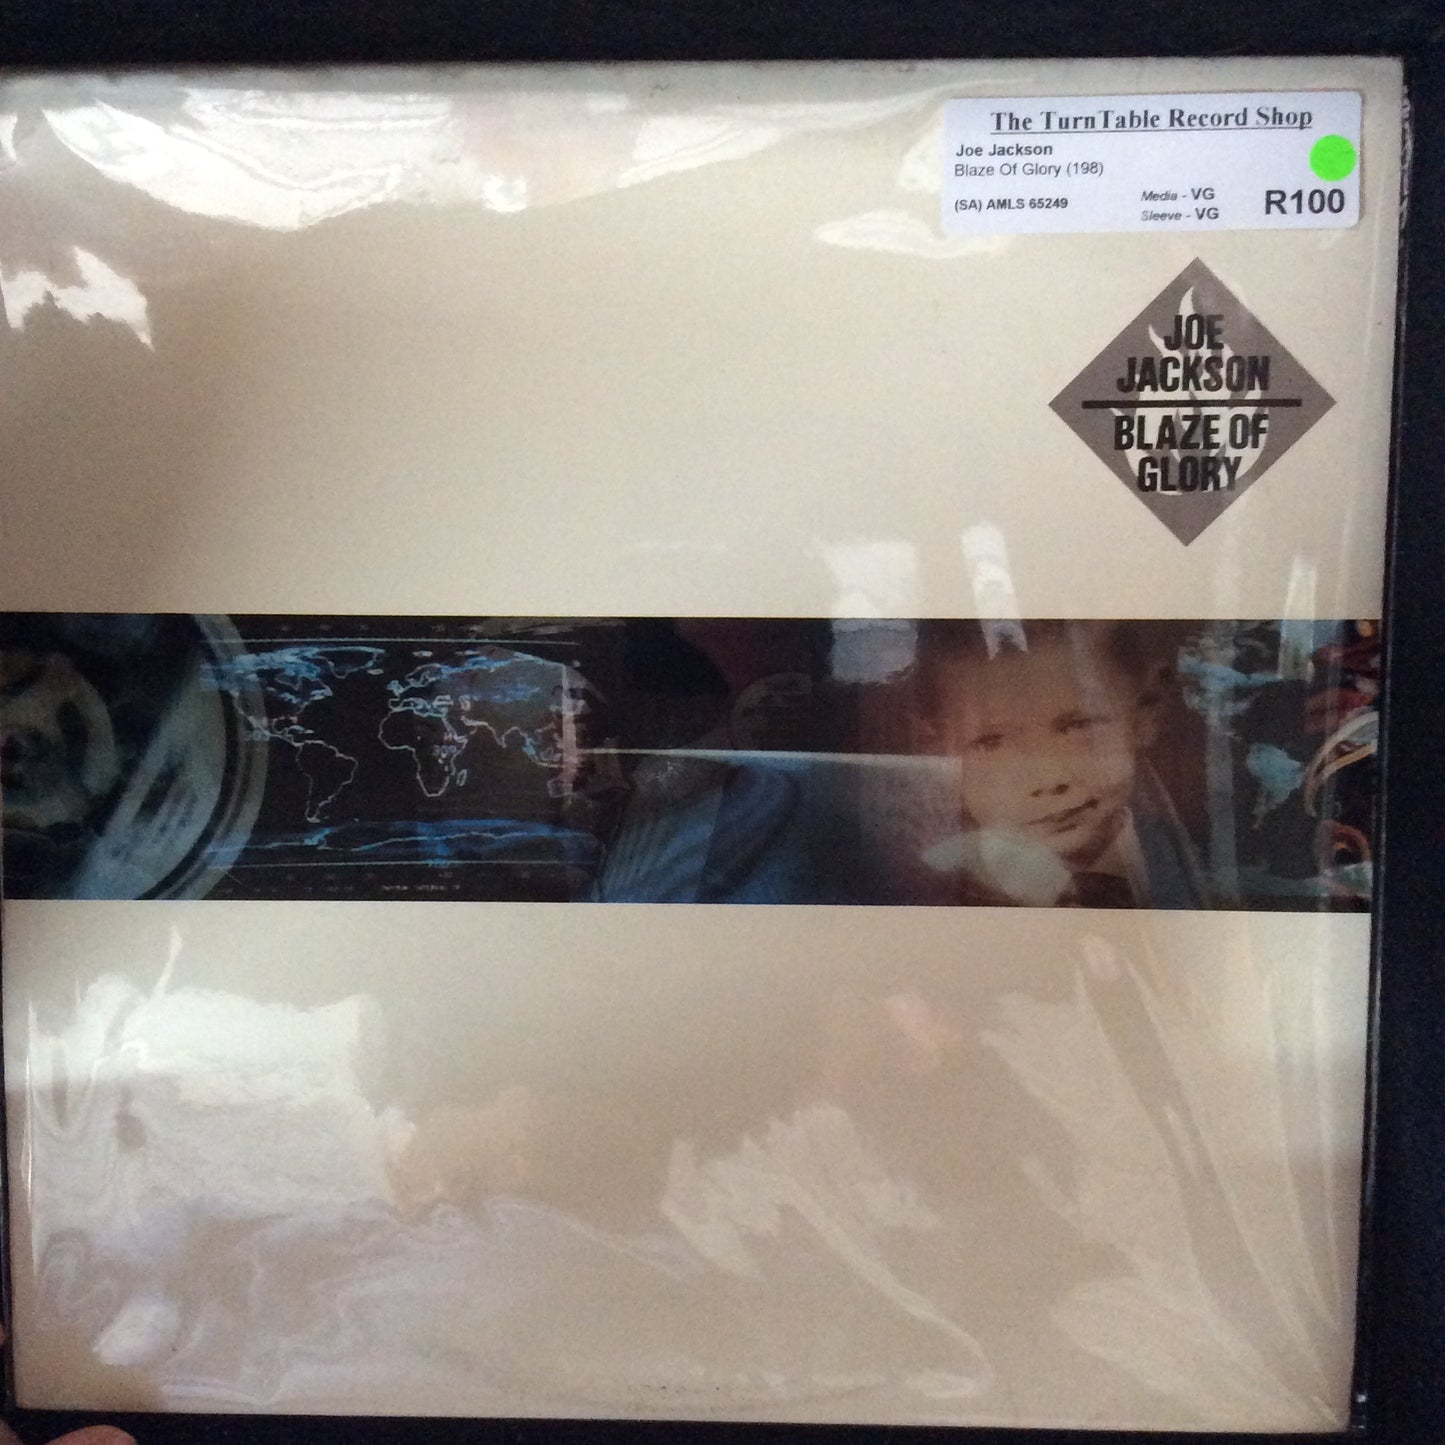 The TurnTable Record Shop
Joe Jackson
Blaze Of Glory (198)
(SA) AMLS 65249
Media - VG
Sleeve - VG
R100
JOE
JACKSON
BLAZE OF
GLORY